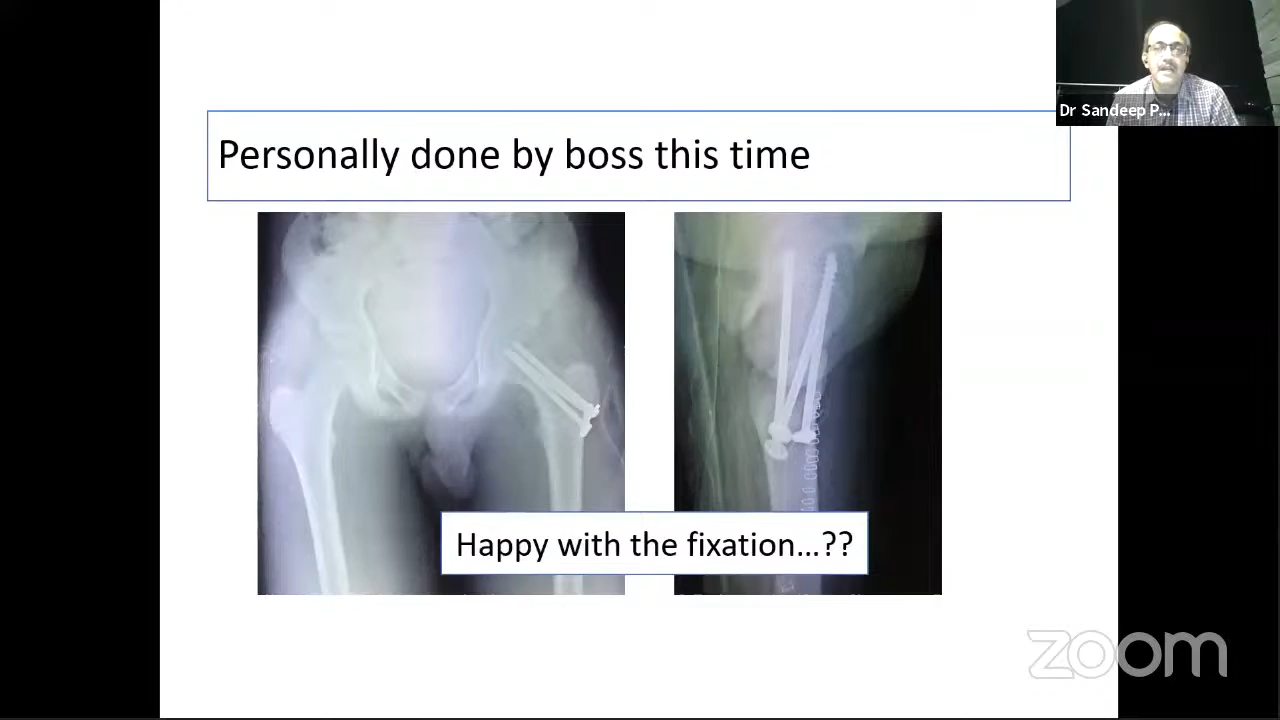 Dr Sandeep P...
Personally done by boss this time
Happy with the fixation...??
zoom